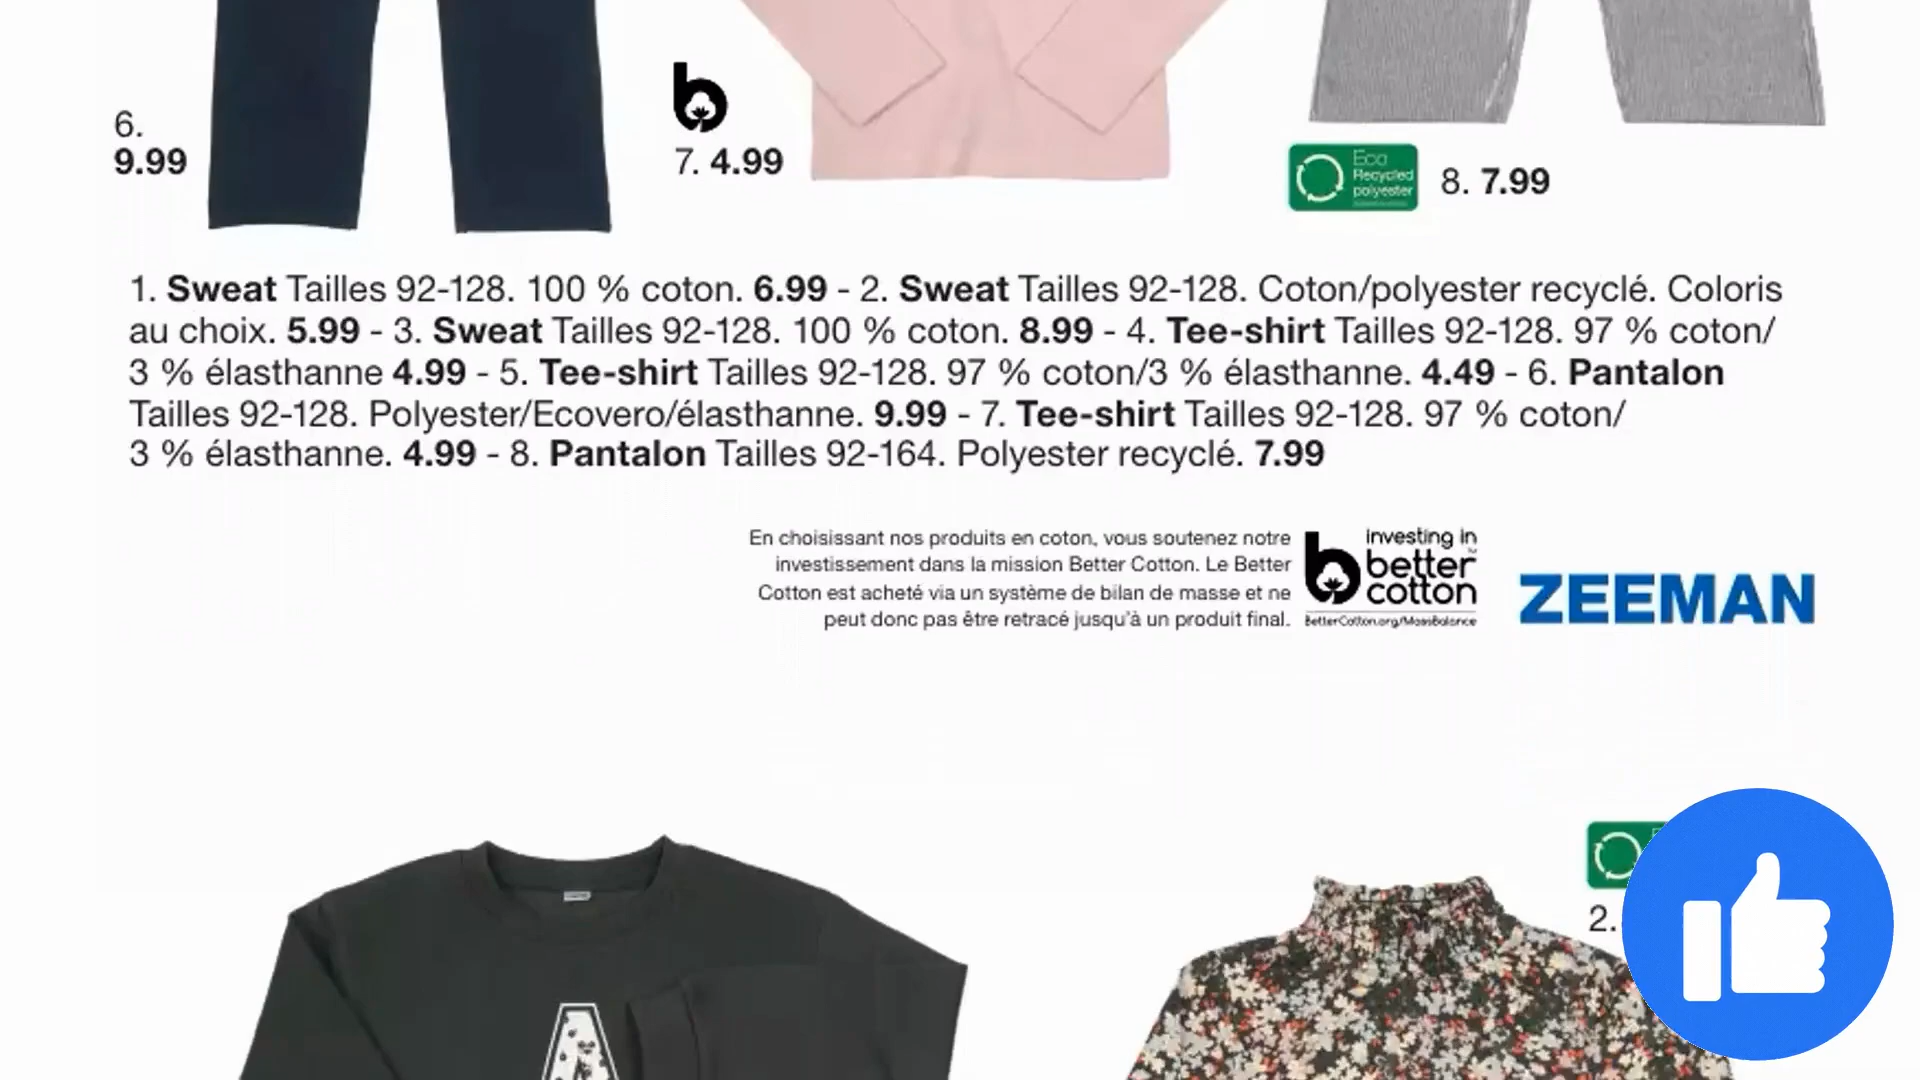 6.
9.99
7. 4.99
Eco
Recycled
polyester
8. 7.99
1. Sweat Tailles 92-128. 100 % coton. 6.99 - 2. Sweat Tailles 92-128. Coton/polyester recyclé. Coloris
au choix. 5.99 - 3. Sweat Tailles 92-128. 100 % coton. 8.99 - 4. Tee-shirt Tailles 92-128. 97 % coton/
3 % élasthanne 4.99 - 5. Tee-shirt Tailles 92-128. 97 % coton/3 % élasthanne. 4.49 - 6. Pantalon
Tailles 92-128. Polyester/Ecovero/élasthanne. 9.99 - 7. Tee-shirt Tailles 92-128. 97 % coton/
3 % élasthanne. 4.99 - 8. Pantalon Tailles 92-164. Polyester recyclé. 7.99
En choisissant nos produits en coton, vous soutenez notre
investissement dans la mission Better Cotton. Le Better
Cotton est acheté via un système de bilan de masse et ne
peut donc pas être retracé jusqu'à un produit final.
investing in
better
cotton
BetterCotton.org/MassBalance
ZEEMAN
2.
A